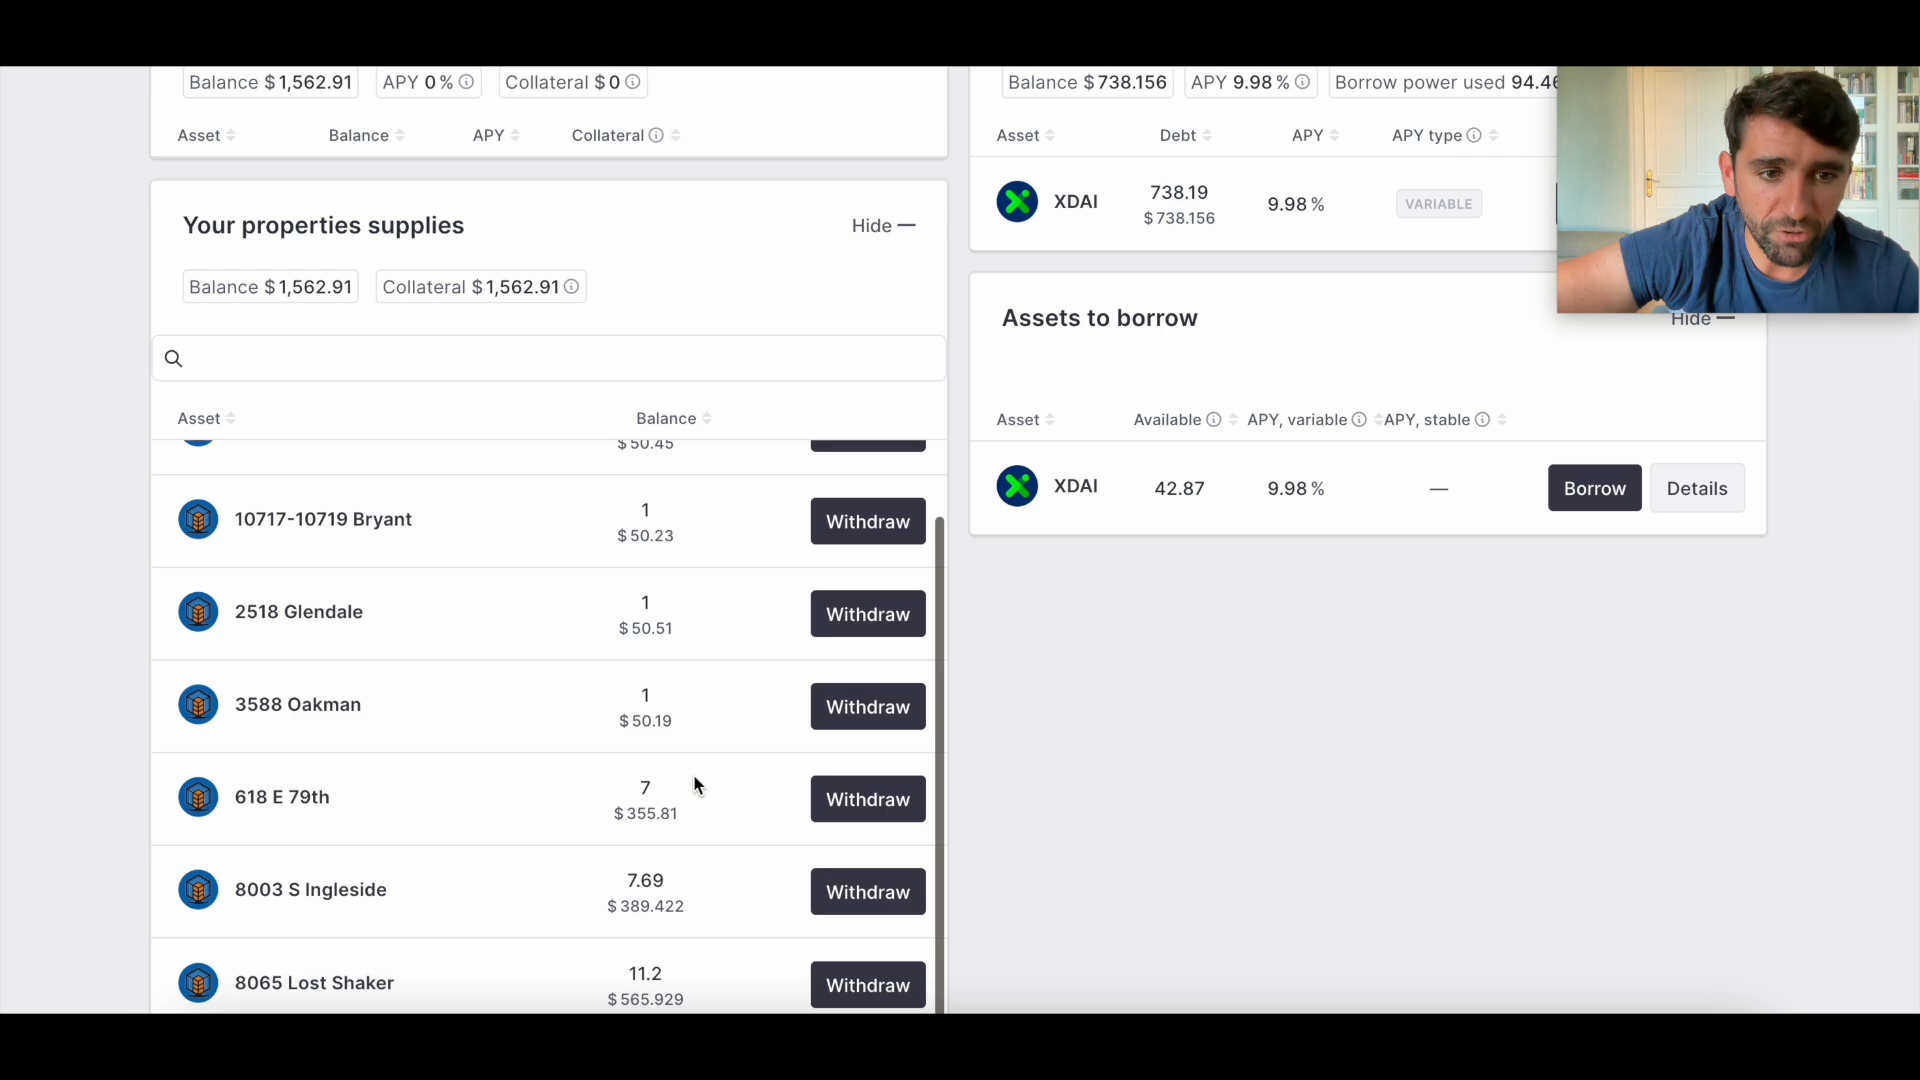 Balance $ 1,562.91 APY 0 % Collateral $ 0
Asset Balance APY Collateral
Your properties supplies Hide —
Balance $ 1,562.91 Collateral $ 1,562.91
Asset Balance
$ 50.45
10717-10719 Bryant 1 Withdraw
$ 50.23
2518 Glendale 1 Withdraw
$ 50.51
3588 Oakman 1 Withdraw
$ 50.19
618 E 79th 7 Withdraw
$ 355.81
8003 S Ingleside 7.69 Withdraw
$ 389.422
8065 Lost Shaker 11.2 Withdraw
$ 565.929
Balance $ 738.156 APY 9.98 % Borrow power used 94.46
Asset Debt APY APY type
XDAI 738.19 9.98 % VARIABLE
$ 738.156
Assets to borrow Hide —
Asset Available APY, variable APY, stable
XDAI 42.87 9.98 % — Borrow Details